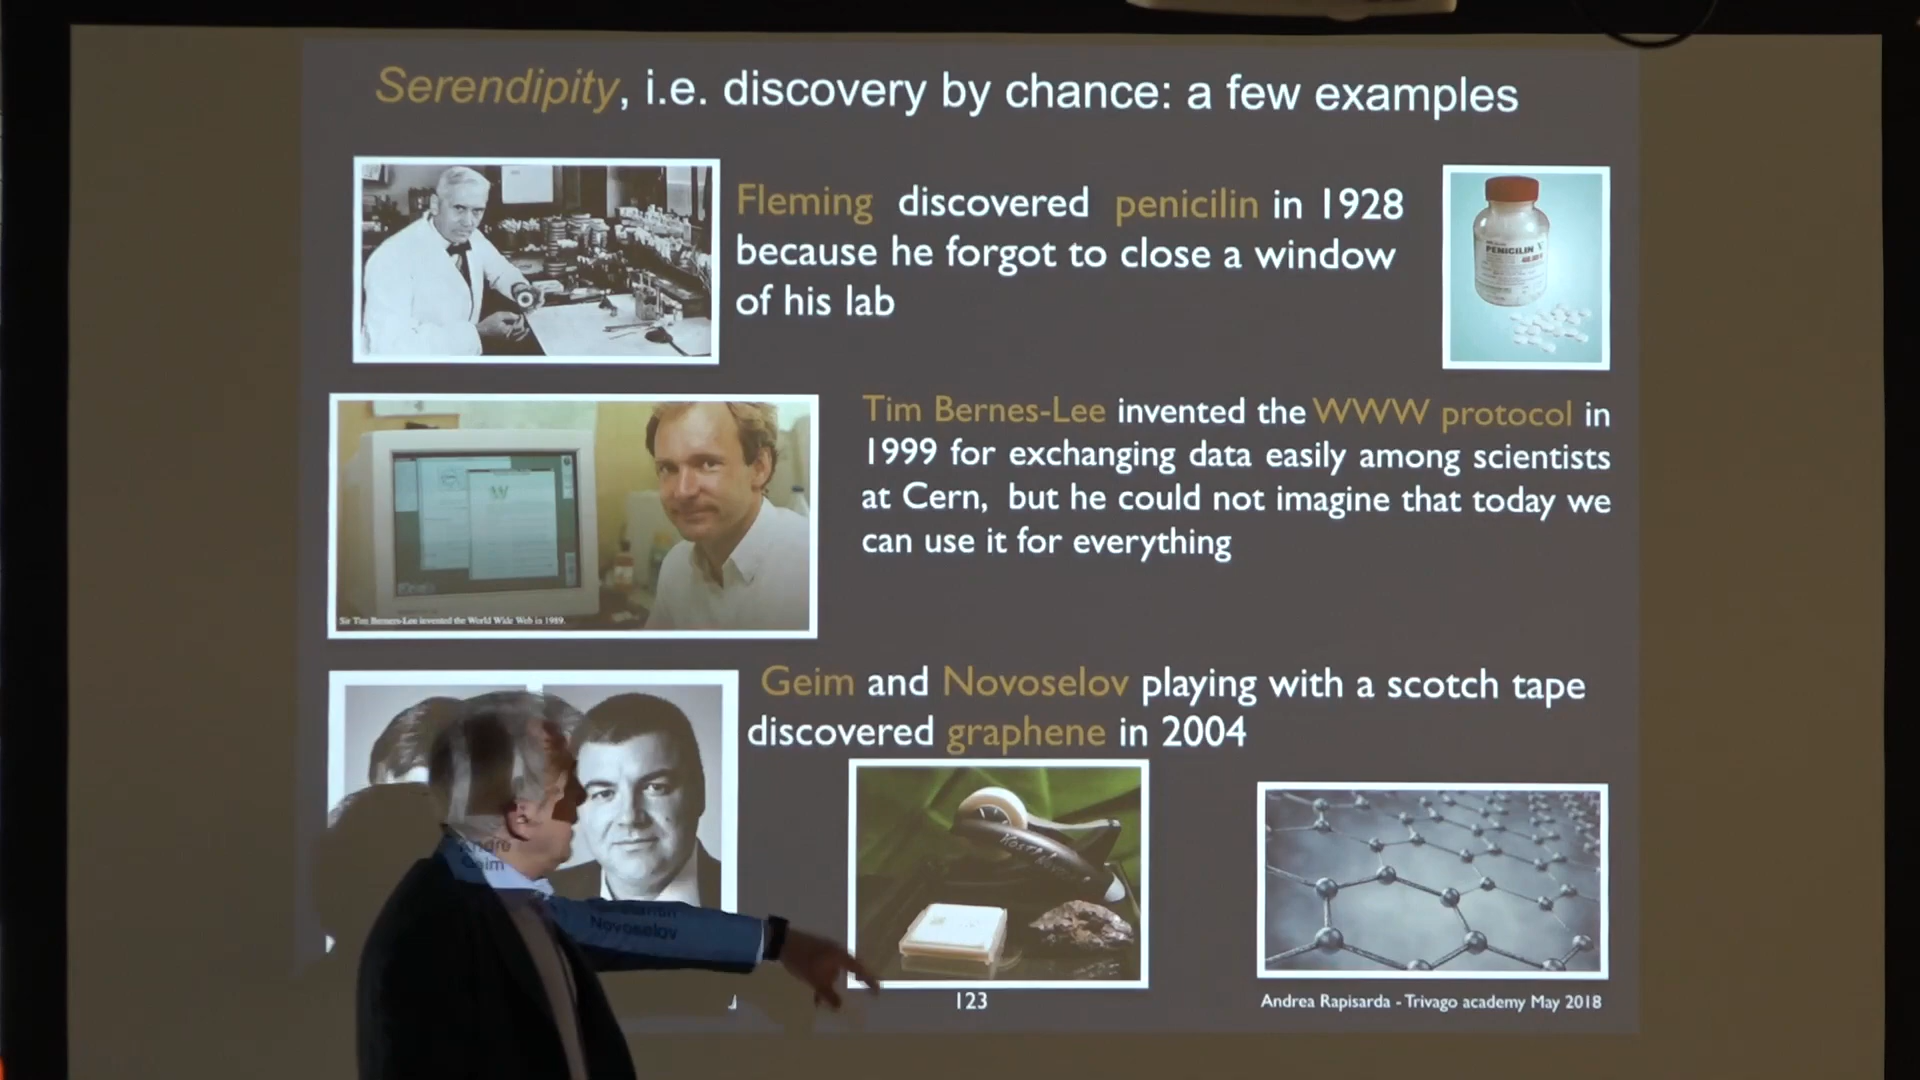 Serendipity, i.e. discovery by chance: a few examples
Fleming discovered penicilin in 1928
because he forgot to close a window
of his lab
PENICILIN V
Tim Bernes-Lee invented the WWW protocol in
1999 for exchanging data easily among scientists
at Cern, but he could not imagine that today we
can use it for everything
Sir Tim Berners-Lee invented the World Wide Web in 1989.
Geim and Novoselov playing with a scotch tape
discovered graphene in 2004
Andre
Geim
Novoselov
123
Andrea Rapisarda - Trivago academy May 2018